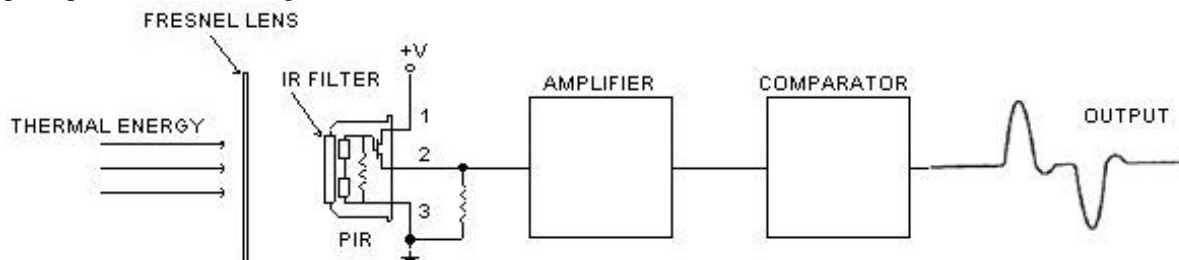 FRESNEL LENS
+V
IR FILTER
AMPLIFIER
COMPARATOR
1
OUTPUT
THERMAL ENERGY
2
3
PIR